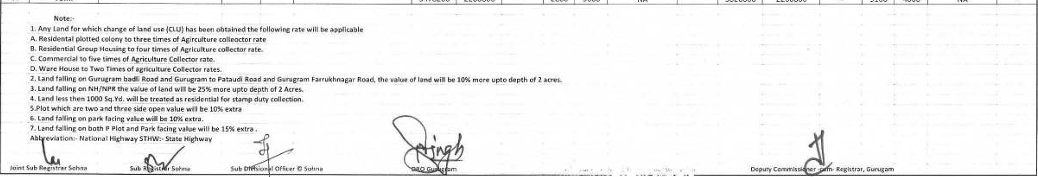 Note:-
1. Any Land for which change of land use (CLU) has been obtained the following rate will be applicable
A. Residental plotted colony to three times of Agriculture colleoctor rate
B. Residential Group Housing to four times of Agriculture collector rate.
C. Commercial to five times of Agriculture Collector rate.
D. Ware House to Two Times of agriculture Collector rates.
2. Land falling on Gurugram badli Road and Gurugram to Pataudi Road and Gurugram Farrukhnagar Road, the value of land will be 10% more upto depth of 2 acres.
3. Land falling on NH/NPR the value of land will be 25% more upto depth of 2 Acres.
4. Land less then 1000 Sq.Yd. will be treated as residential for stamp duty collection.
5.Plot which are two and three side open value will be 10% extra
6. Land falling on park facing value will be 10% extra.
7. Land falling on both P Plot and Park facing value will be 15% extra .
Abbreviation:- National Highway STHW:- State Highway
Joint Sub Registrar Sohna Sub Registrar Sohna Sub Divisional Officer © Sohna DRO Gurugram Deputy Commissioner -cum- Registrar, Gurugam